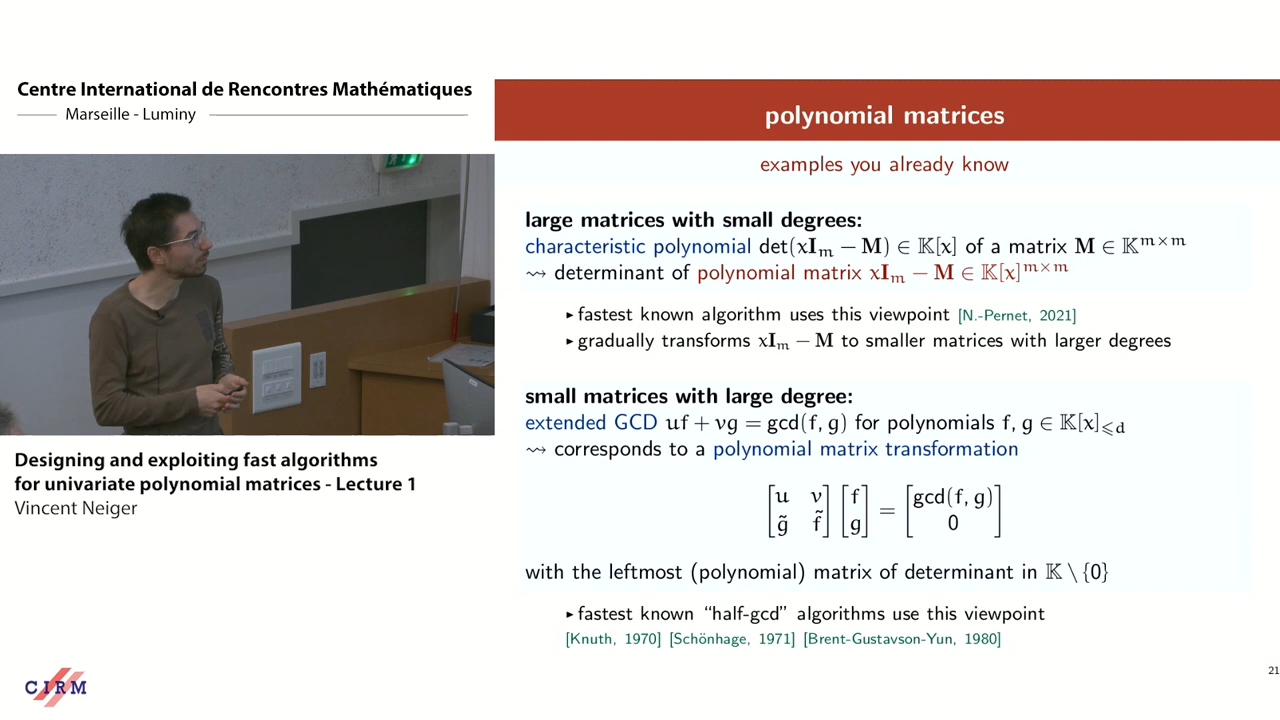 Centre International de Rencontres Mathématiques
Marseille - Luminy
Designing and exploiting fast algorithms
for univariate polynomial matrices - Lecture 1
Vincent Neiger
CIRM
polynomial matrices
examples you already know
large matrices with small degrees:
characteristic polynomial det(xIₘ − M) ∈ 𝕂[x] of a matrix M ∈ 𝕂ᵐˣᵐ
⇝ determinant of polynomial matrix xIₘ − M ∈ 𝕂[x]ᵐˣᵐ
▸ fastest known algorithm uses this viewpoint [N.-Pernet, 2021]
▸ gradually transforms xIₘ − M to smaller matrices with larger degrees
small matrices with large degree:
extended GCD uf + vg = gcd(f, g) for polynomials f, g ∈ 𝕂[x]⩽d
⇝ corresponds to a polynomial matrix transformation
[u v; g̃ f̃] [f; g] = [gcd(f, g); 0]
with the leftmost (polynomial) matrix of determinant in 𝕂 \ {0}
▸ fastest known “half-gcd” algorithms use this viewpoint
[Knuth, 1970] [Schönhage, 1971] [Brent-Gustavson-Yun, 1980]
21